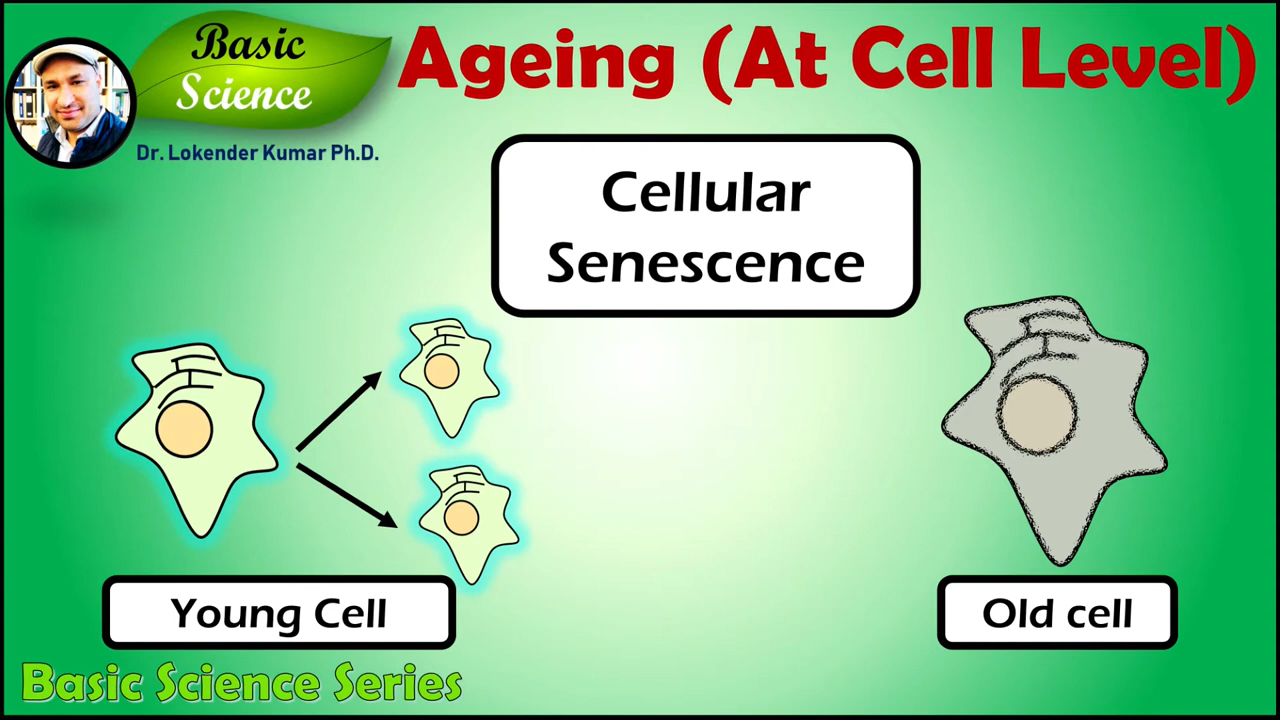 Basic
Science
Ageing (At Cell Level)
Dr. Lokender Kumar Ph.D.
Cellular
Senescence
Young Cell
Old cell
Basic Science Series